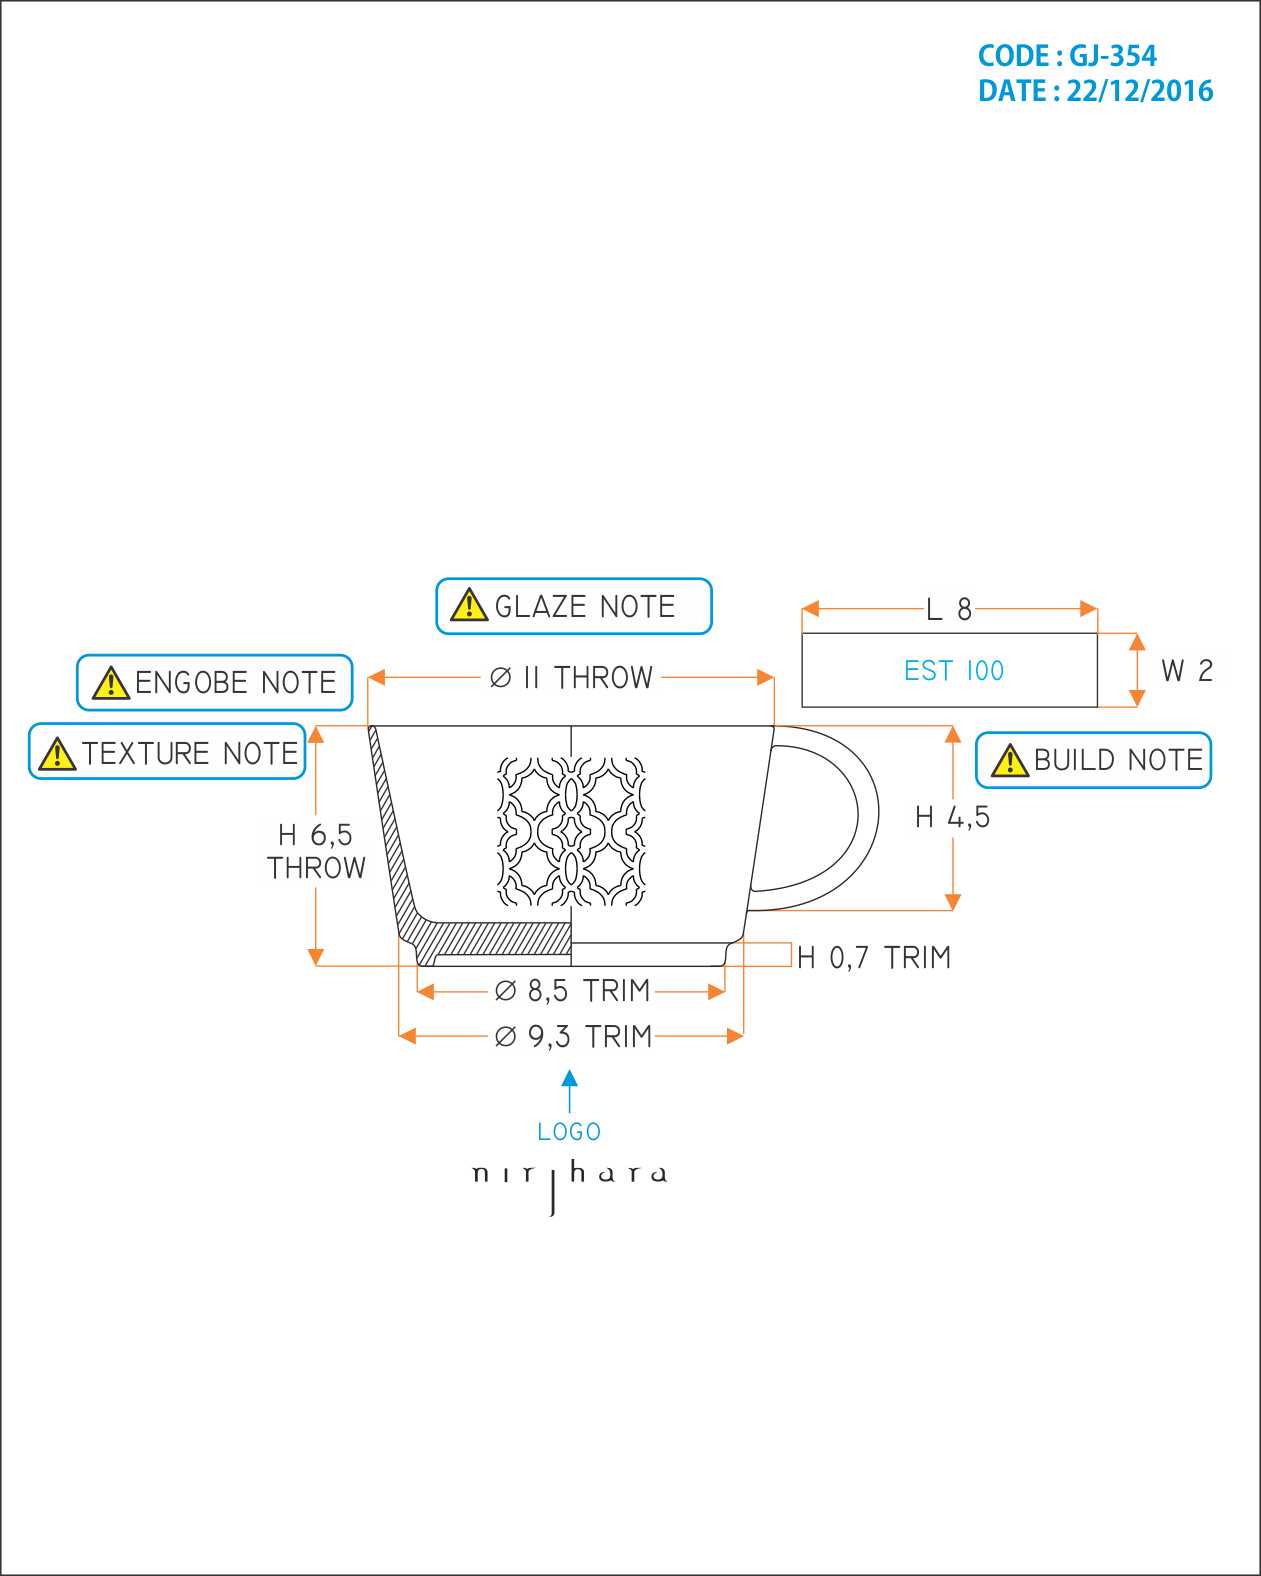 CODE : GJ-354
DATE : 22/12/2016
GLAZE NOTE
L 8
EST 100
W 2
ENGOBE NOTE
Ø 11 THROW
TEXTURE NOTE
BUILD NOTE
H 6,5
THROW
H 4,5
H 0,7 TRIM
Ø 8,5 TRIM
Ø 9,3 TRIM
LOGO
nirjhara